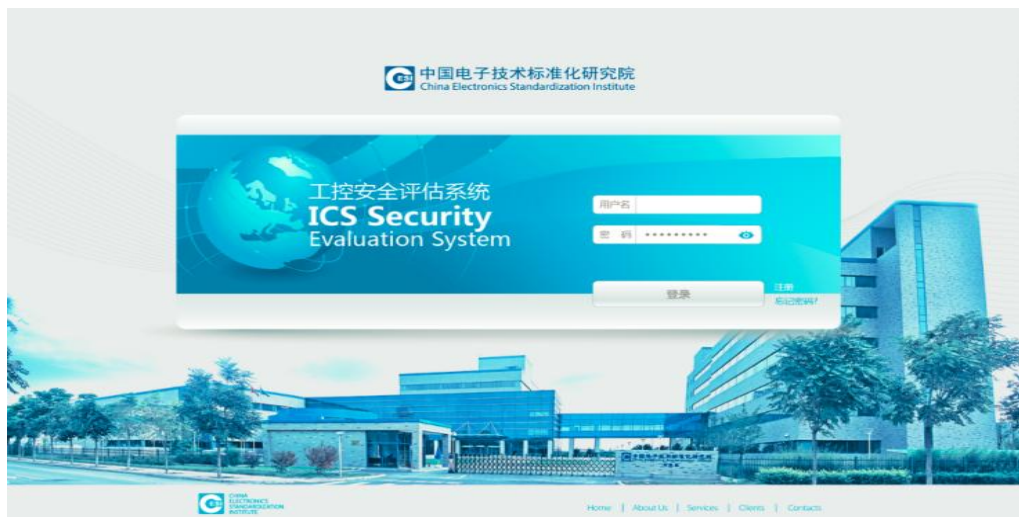 CESI
中国电子技术标准化研究院
China Electronics Standardization Institute
工控安全评估系统
ICS Security
Evaluation System
用户名
密 码
登录
注册
忘记密码?
CHINA
ELECTRONICS
STANDARDIZATION
INSTITUTE
Home | About Us | Services | Clients | Contacts